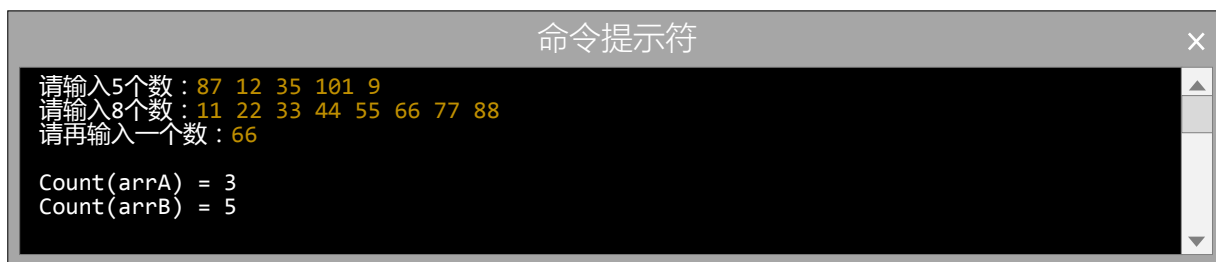 命令提示符
请输入5个数：87 12 35 101 9
请输入8个数：11 22 33 44 55 66 77 88
请再输入一个数：66
Count(arrA) = 3
Count(arrB) = 5